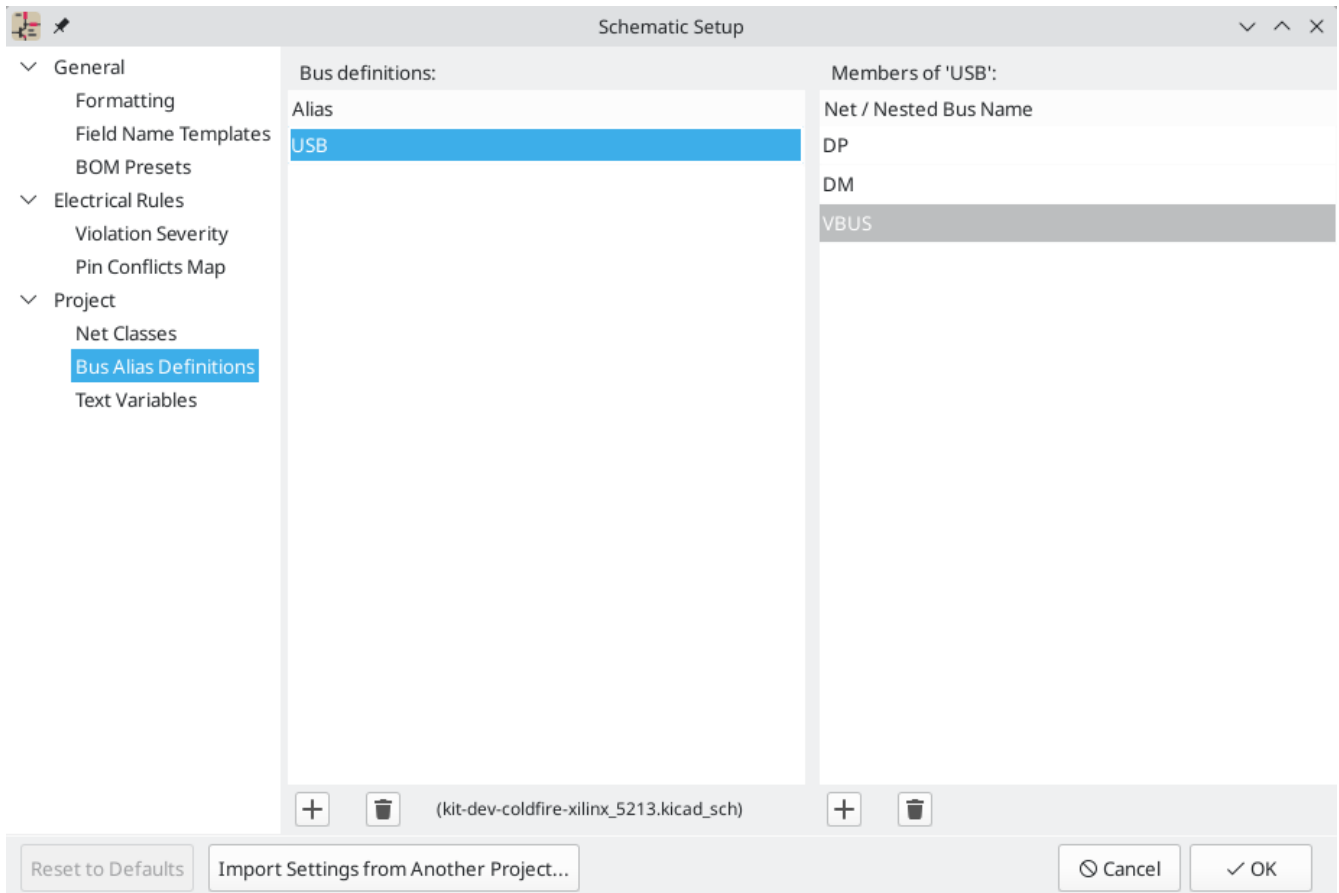 Schematic Setup
General
Formatting
Field Name Templates
BOM Presets
Electrical Rules
Violation Severity
Pin Conflicts Map
Project
Net Classes
Bus Alias Definitions
Text Variables
Bus definitions:
Alias
USB
(kit-dev-coldfire-xilinx_5213.kicad_sch)
Members of 'USB':
Net / Nested Bus Name
DP
DM
VBUS
Reset to Defaults
Import Settings from Another Project...
Cancel
OK